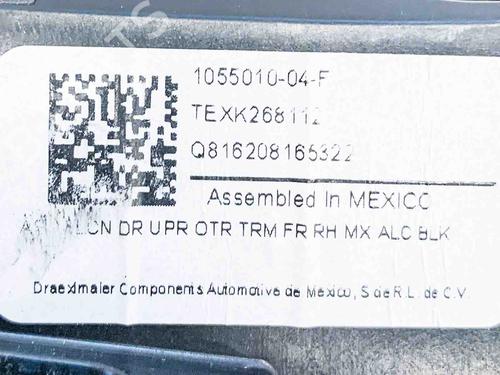 1055010-04-F
TEXK268112
Q816208165322
Assembled In MEXICO
DR UPR OTR TRM FR RH MX ALC BLK
Draexlmaier Components Automotive de Mexico, S de R.L. de C.V.